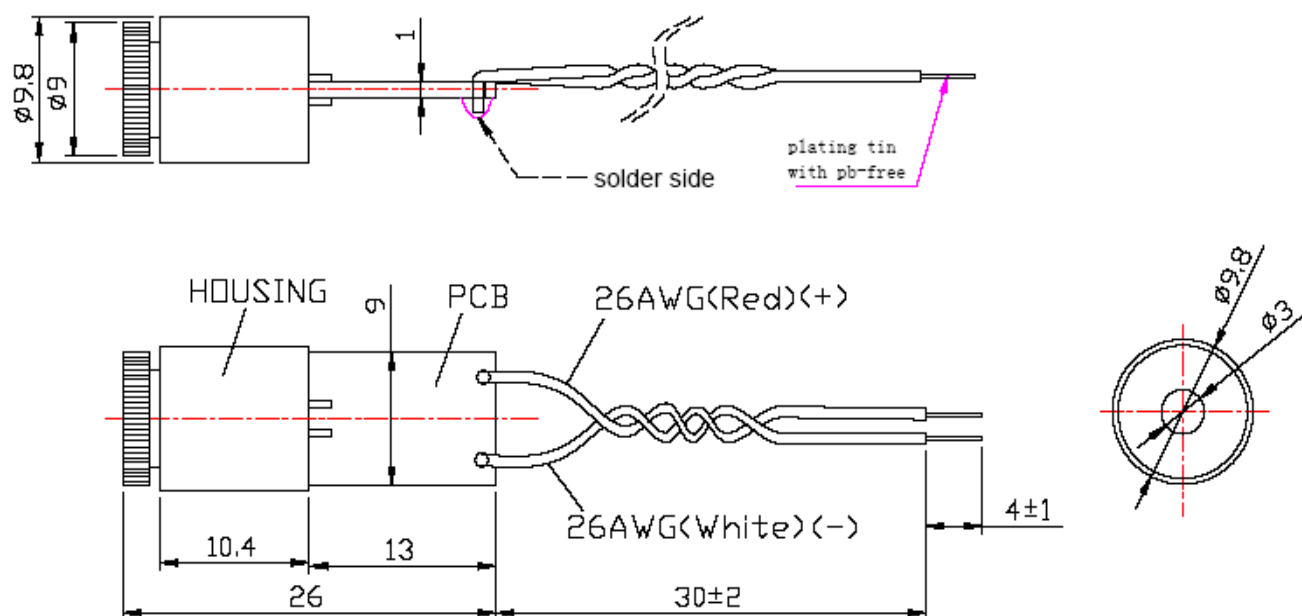 Ø9.8
Ø9
1
solder side
plating tin
with pb-free
HOUSING
9
PCB
26AWG(Red)(+)
26AWG(White)(-)
Ø9.8
Ø3
10.4
13
4±1
26
30±2